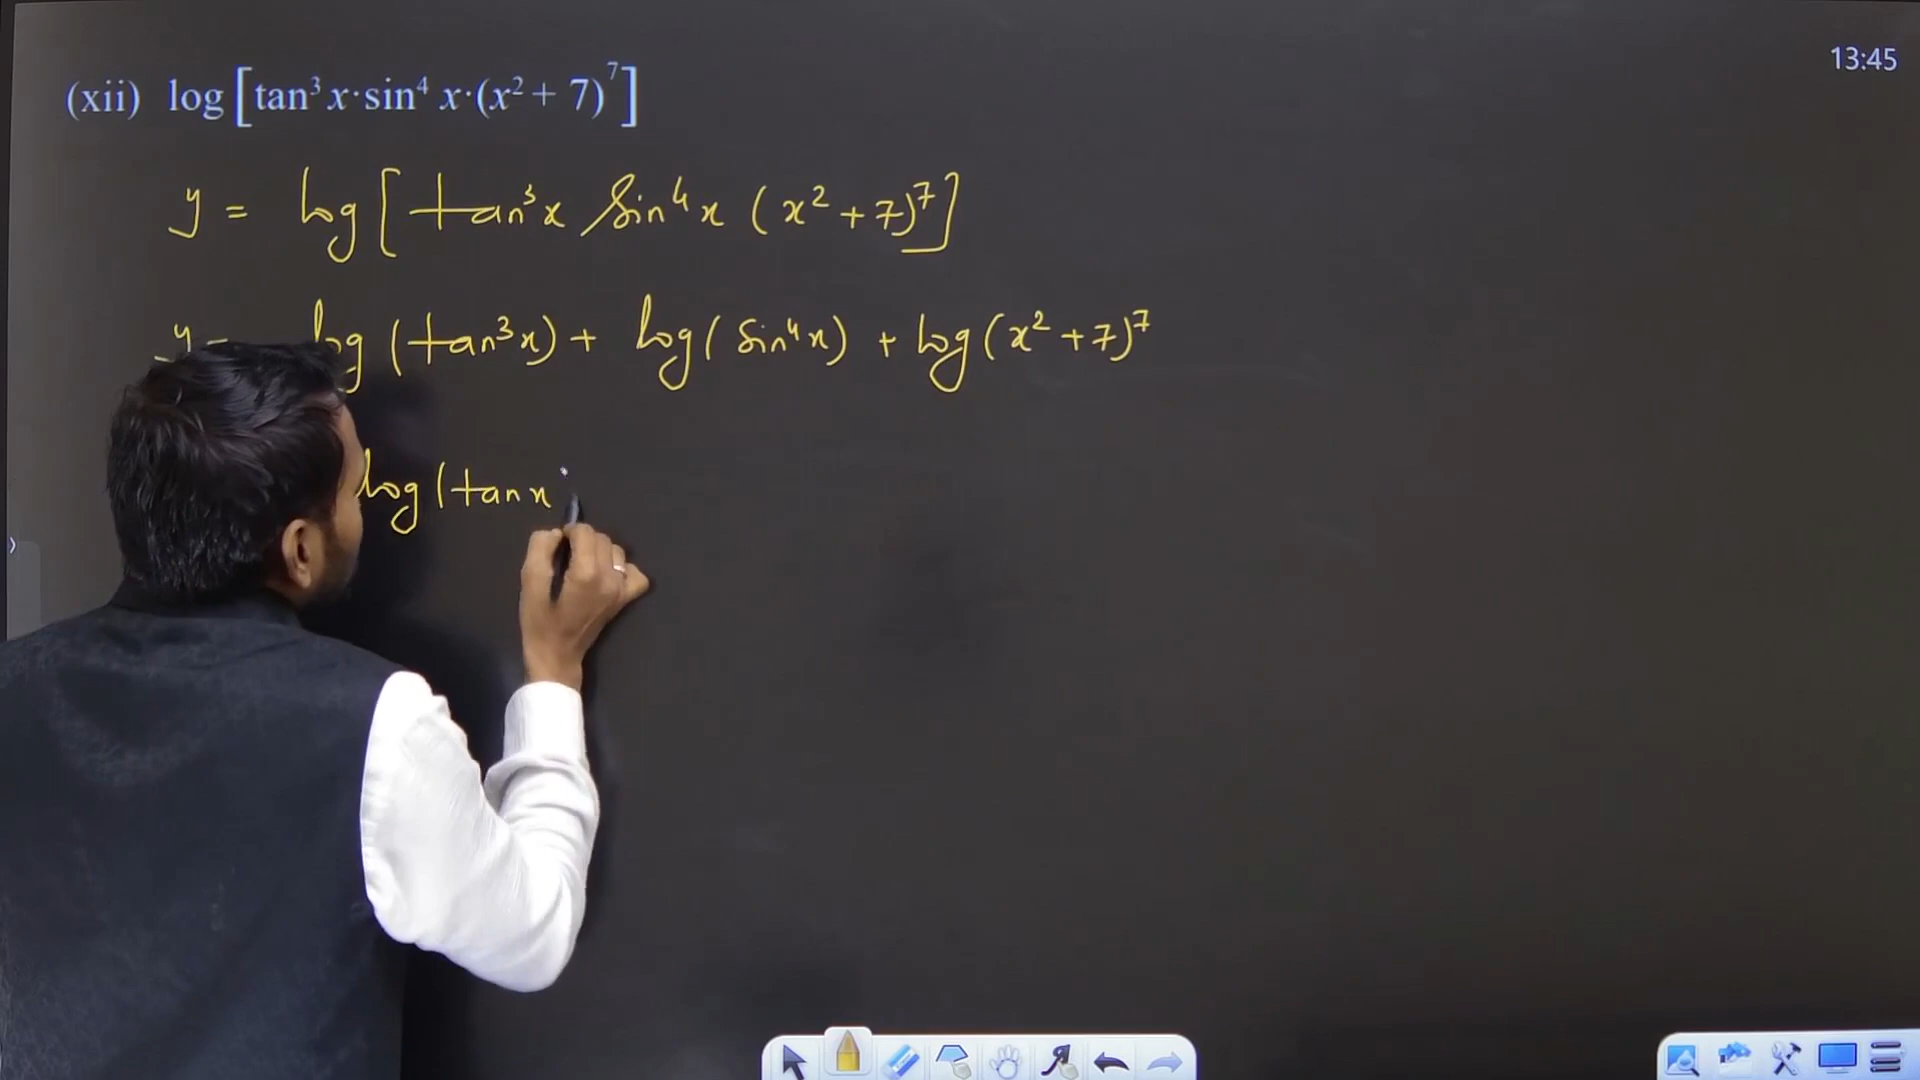 13:45
(xii) log [tan³ x·sin⁴ x·(x² + 7)⁷]
y = log [ tan³x sin⁴x (x² + 7)⁷]
y = log (tan³x) + log( sin⁴x) + log(x² + 7)⁷
log (tan x